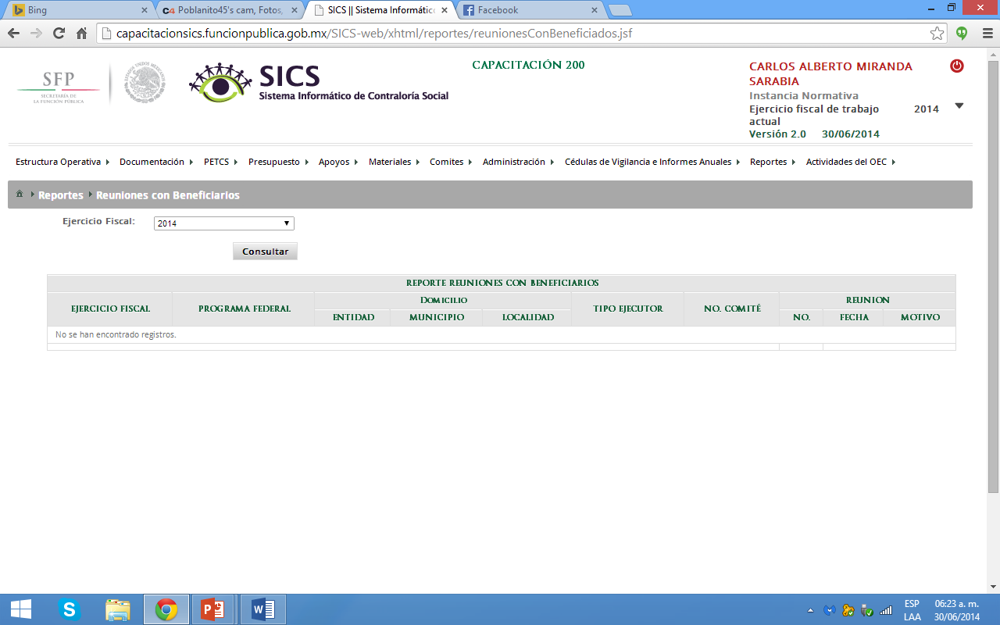 Bing
C4 Poblanito45's cam, Fotos,
SICS || Sistema Informátic
Facebook
capacitacionsics.funcionpublica.gob.mx/SICS-web/xhtml/reportes/reunionesConBeneficiados.jsf
SFP
SECRETARÍA DE
LA FUNCIÓN PÚBLICA
ESTADOS UNIDOS MEXICANOS
SICS
Sistema Informático de Contraloría Social
CAPACITACIÓN 200
CARLOS ALBERTO MIRANDA
SARABIA
Instancia Normativa
Ejercicio fiscal de trabajo 2014
actual
Versión 2.0 30/06/2014
Estructura Operativa Documentación PETCS Presupuesto Apoyos Materiales Comites Administración Cédulas de Vigilancia e Informes Anuales Reportes Actividades del OEC
Reportes Reuniones con Beneficiarios
Ejercicio Fiscal: 2014
Consultar
REPORTE REUNIONES CON BENEFICIARIOS
EJERCICIO FISCAL PROGRAMA FEDERAL DOMICILIO TIPO EJECUTOR NO. COMITÉ REUNION
ENTIDAD MUNICIPIO LOCALIDAD NO. FECHA MOTIVO
No se han encontrado registros.
ESP 06:23 a. m.
LAA 30/06/2014